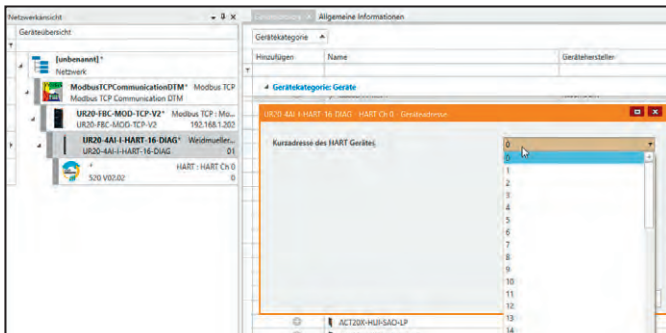 Netzwerkansicht
Geräteübersicht
[unbenannt]*
Netzwerk
ModbusTCPCommunicationDTM* Modbus TCP
Modbus TCP Communication DTM
UR20-FBC-MOD-TCP-V2* Modbus TCP : Mo...
UR20-FBC-MOD-TCP-V2 192.168.1.202
UR20-4AI-I-HART-16-DIAG* Weidmueller...
UR20-4AI-I-HART-16-DIAG 01
* HART : HART Ch 0
S20 V02.02 0
Allgemeine Informationen
Gerätekategorie
Hinzufügen Name Gerätehersteller
Gerätekategorie: Geräte
UR20-4AI-I-HART-16-DIAG - HART Ch 0 - Geräteadresse
Kurzadresse des HART Gerätes 0
0
1
2
3
4
5
6
7
8
9
10
11
12
13
14
ACT20X-HUI-SAO-LP